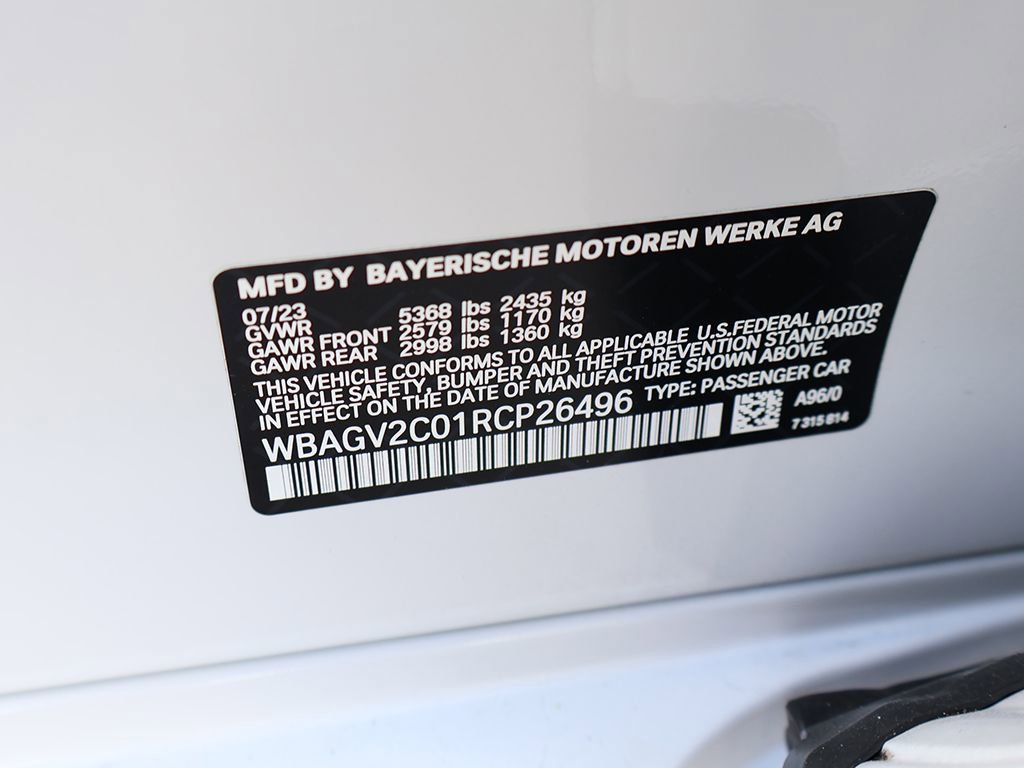 MFD BY BAYERISCHE MOTOREN WERKE AG
07/23
GVWR 5368 lbs 2435 kg
GAWR FRONT 2579 lbs 1170 kg
GAWR REAR 2998 lbs 1360 kg
THIS VEHICLE CONFORMS TO ALL APPLICABLE U.S.FEDERAL MOTOR
VEHICLE SAFETY, BUMPER AND THEFT PREVENTION STANDARDS
IN EFFECT ON THE DATE OF MANUFACTURE SHOWN ABOVE.
WBAGV2C01RCP26496 TYPE: PASSENGER CAR
A96/0
7 315 614